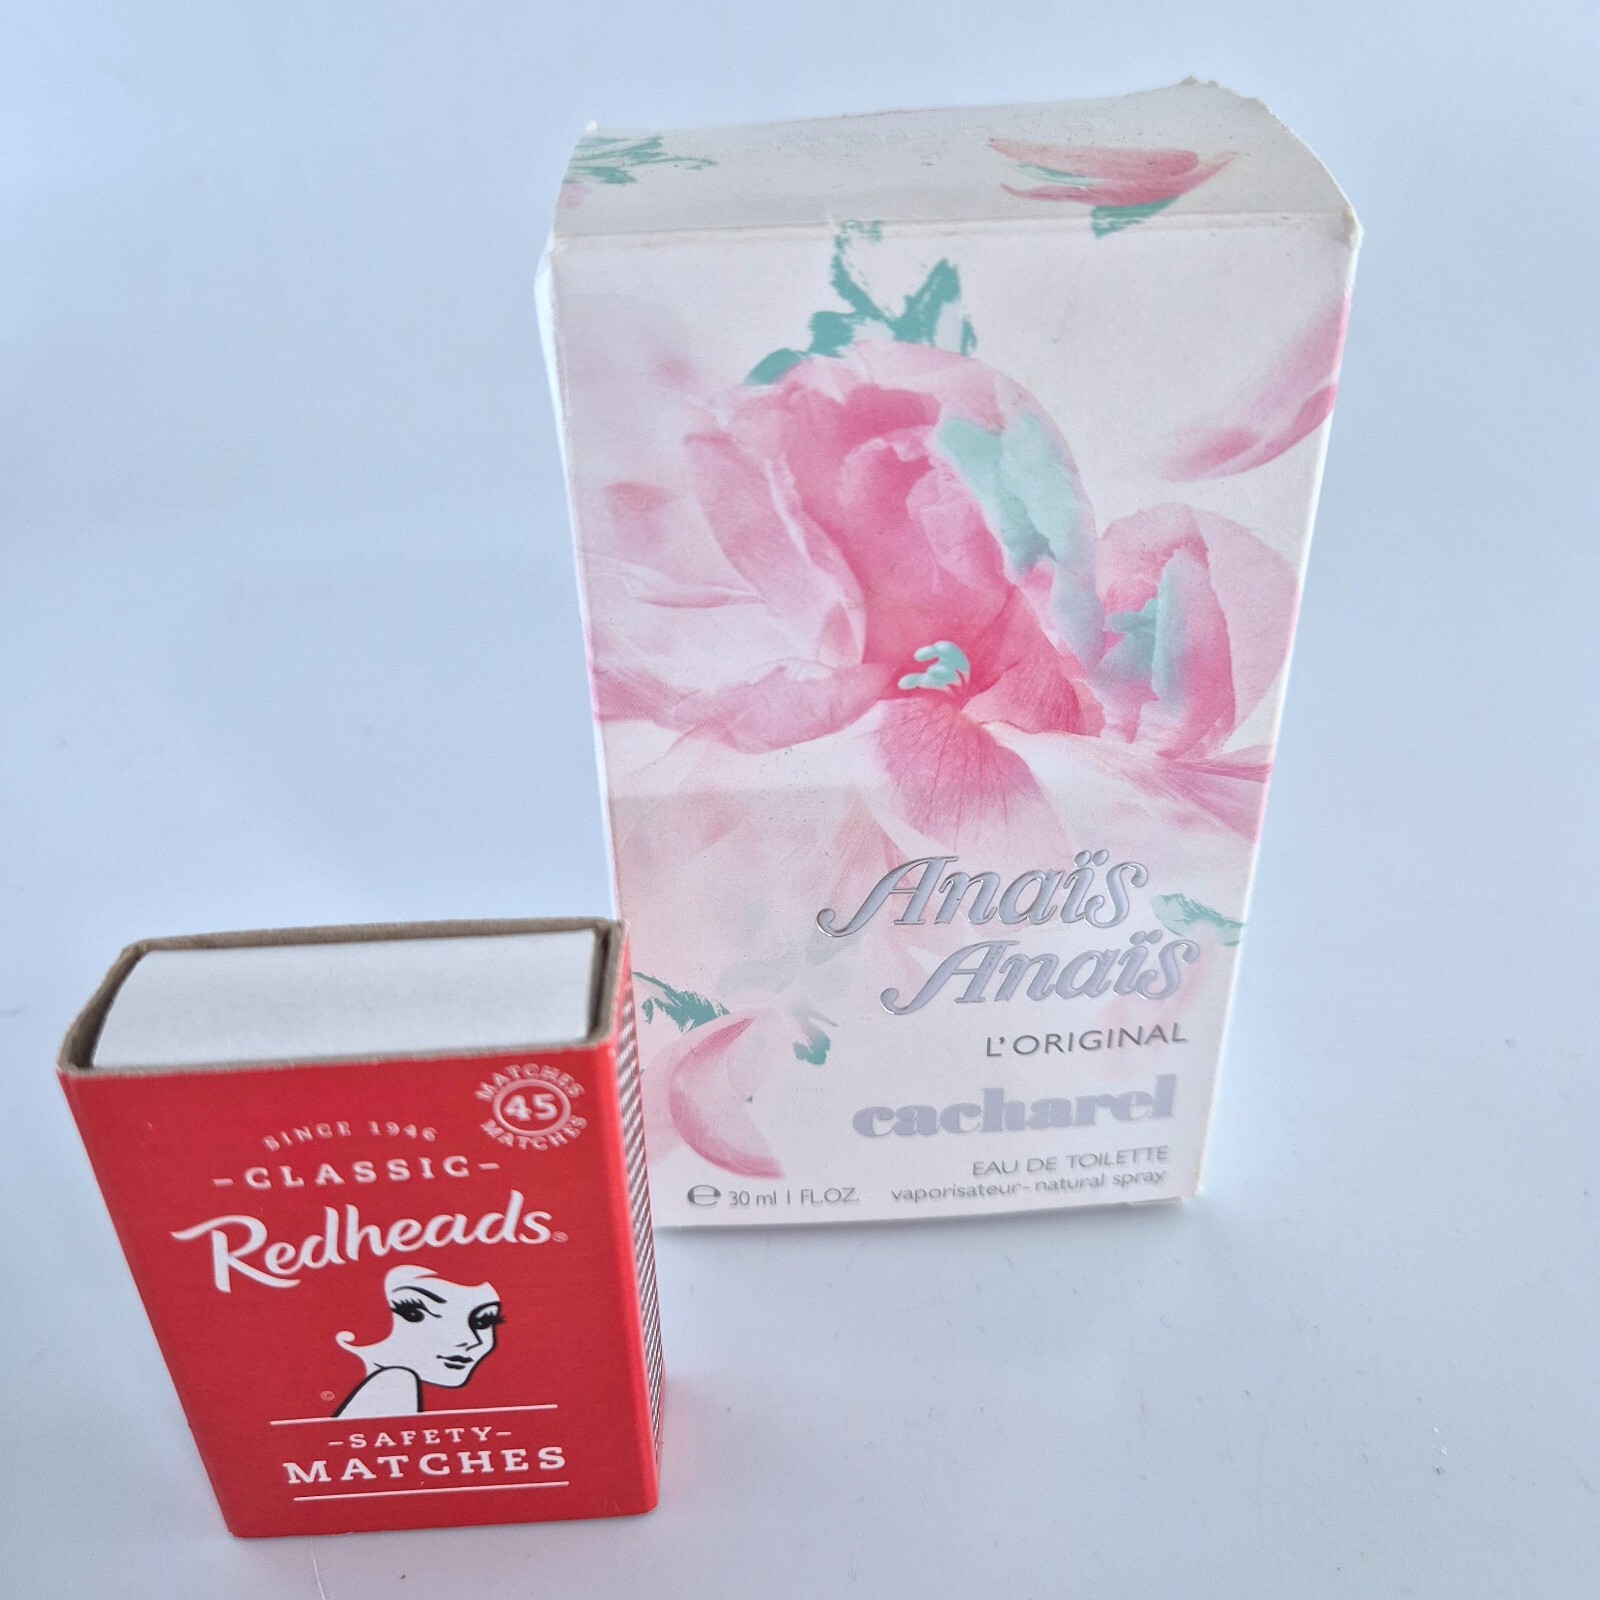 Anaïs
Anaïs
L'ORIGINAL
cacharel
EAU DE TOILETTE
℮ 30 ml 1 FL.OZ. vaporisateur-natural spray
MATCHES
45
MATCHES
SINCE 1946
-CLASSIC-
Redheads®
©
-SAFETY-
MATCHES